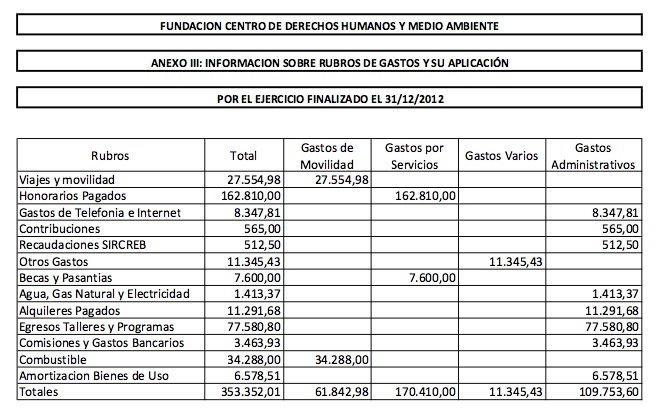 FUNDACION CENTRO DE DERECHOS HUMANOS Y MEDIO AMBIENTE
ANEXO III: INFORMACION SOBRE RUBROS DE GASTOS Y SU APLICACIÓN
POR EL EJERCICIO FINALIZADO EL 31/12/2012
Rubros Total Gastos de Movilidad Gastos por Servicios Gastos Varios Gastos Administrativos
Viajes y movilidad 27.554,98 27.554,98
Honorarios Pagados 162.810,00 162.810,00
Gastos de Telefonia e Internet 8.347,81 8.347,81
Contribuciones 565,00 565,00
Recaudaciones SIRCREB 512,50 512,50
Otros Gastos 11.345,43 11.345,43
Becas y Pasantias 7.600,00 7.600,00
Agua, Gas Natural y Electricidad 1.413,37 1.413,37
Alquileres Pagados 11.291,68 11.291,68
Egresos Talleres y Programas 77.580,80 77.580,80
Comisiones y Gastos Bancarios 3.463,93 3.463,93
Combustible 34.288,00 34.288,00
Amortizacion Bienes de Uso 6.578,51 6.578,51
Totales 353.352,01 61.842,98 170.410,00 11.345,43 109.753,60